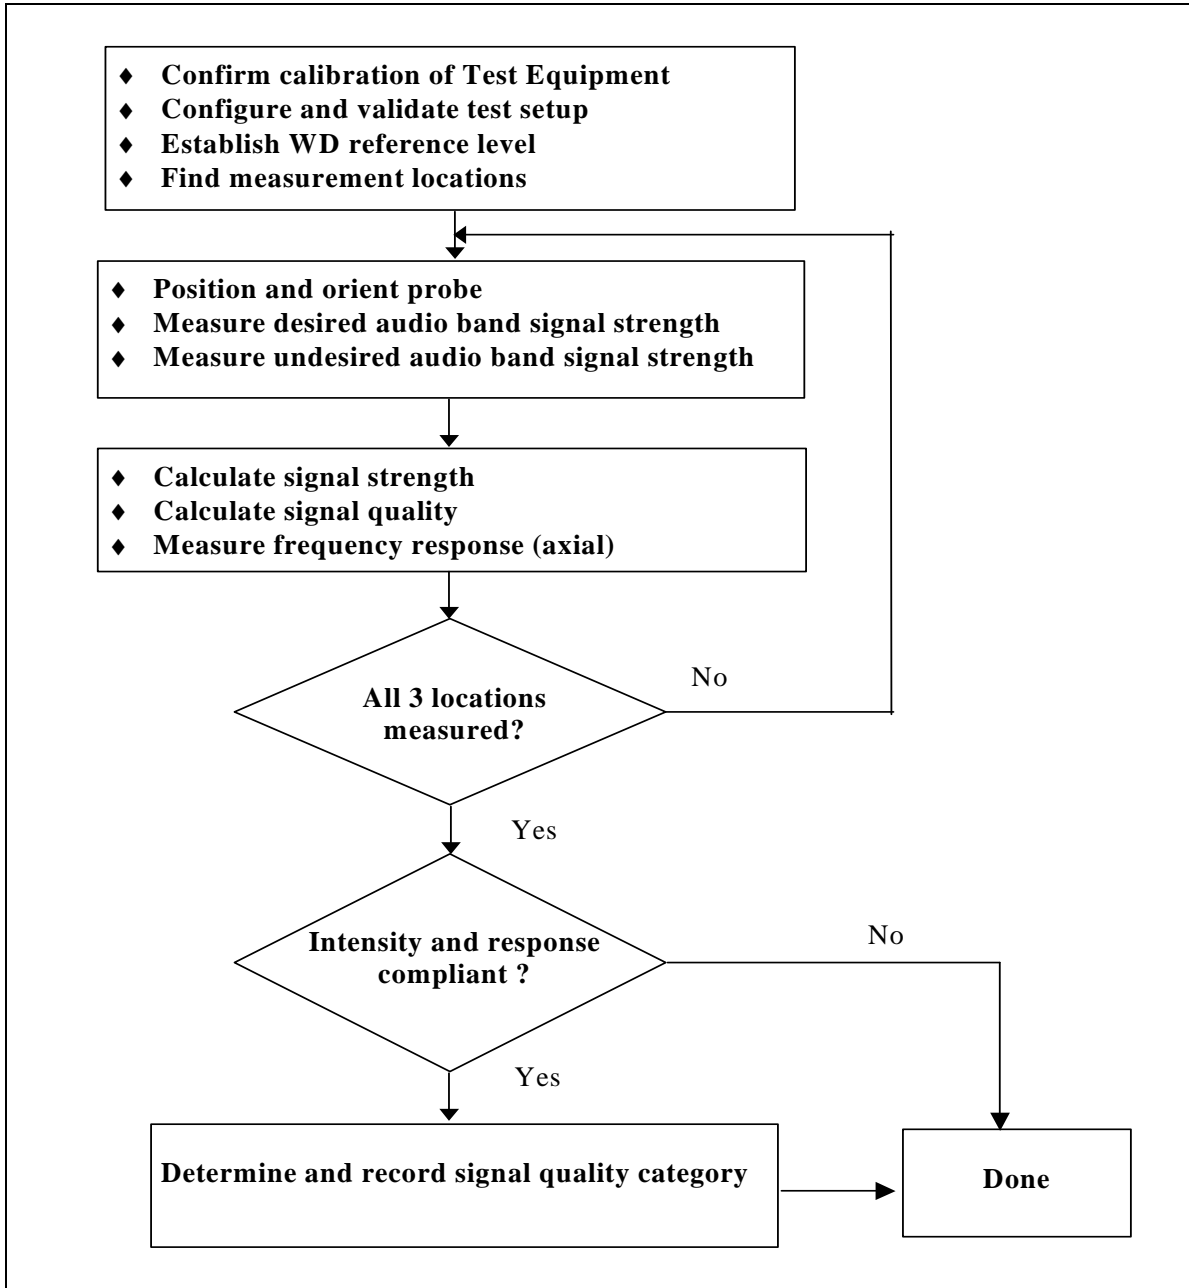 ♦ Confirm calibration of Test Equipment
♦ Configure and validate test setup
♦ Establish WD reference level
♦ Find measurement locations
♦ Position and orient probe
♦ Measure desired audio band signal strength
♦ Measure undesired audio band signal strength
♦ Calculate signal strength
♦ Calculate signal quality
♦ Measure frequency response (axial)
All 3 locations
measured?
No
Yes
Intensity and response
compliant ?
No
Yes
Determine and record signal quality category
Done